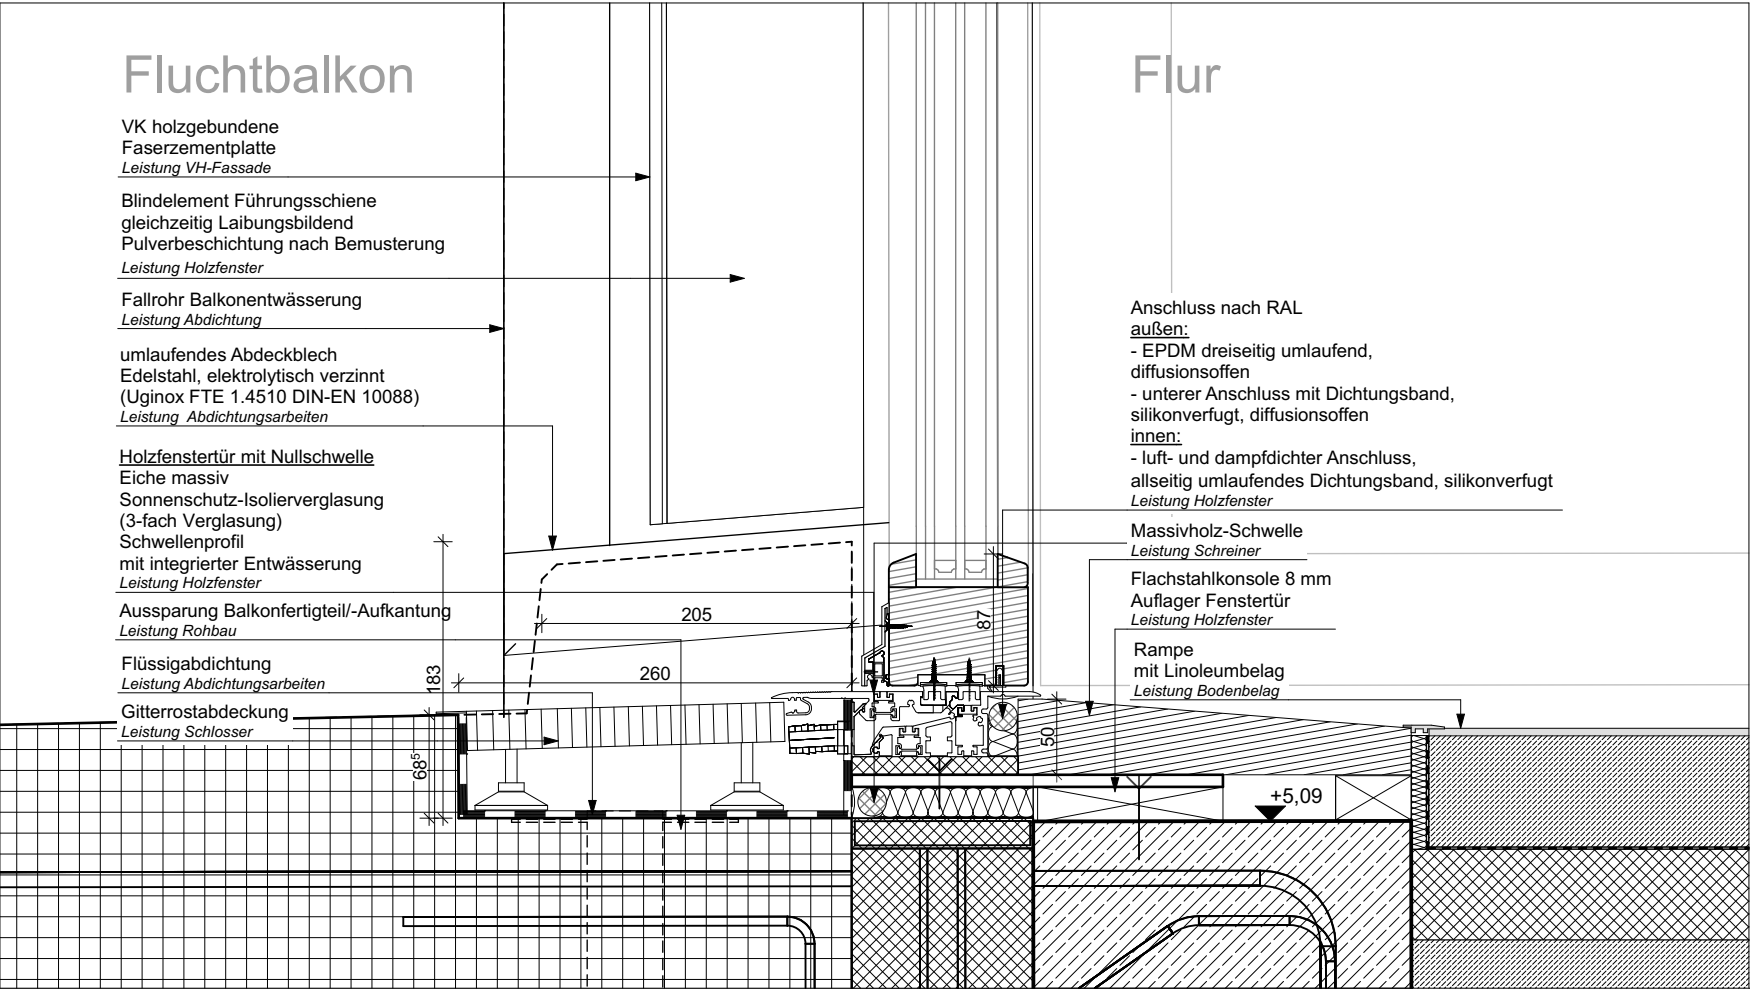 Fluchtbalkon
VK holzgebundene
Faserzementplatte
Leistung VH-Fassade
Blindelement Führungsschiene
gleichzeitig Laibungsbildend
Pulverbeschichtung nach Bemusterung
Leistung Holzfenster
Fallrohr Balkonentwässerung
Leistung Abdichtung
umlaufendes Abdeckblech
Edelstahl, elektrolytisch verzinnt
(Uginox FTE 1.4510 DIN-EN 10088)
Leistung Abdichtungsarbeiten
Holzfenstertür mit Nullschwelle
Eiche massiv
Sonnenschutz-Isolierverglasung
(3-fach Verglasung)
Schwellenprofil
mit integrierter Entwässerung
Leistung Holzfenster
Aussparung Balkonfertigteil/-Aufkantung
Leistung Rohbau
Flüssigabdichtung
Leistung Abdichtungsarbeiten
Gitterrostabdeckung
Leistung Schlosser
183
68⁵
205
260
87
50
Flur
Anschluss nach RAL
außen:
- EPDM dreiseitig umlaufend,
diffusionsoffen
- unterer Anschluss mit Dichtungsband,
silikonverfugt, diffusionsoffen
innen:
- luft- und dampfdichter Anschluss,
allseitig umlaufendes Dichtungsband, silikonverfugt
Leistung Holzfenster
Massivholz-Schwelle
Leistung Schreiner
Flachstahlkonsole 8 mm
Auflager Fenstertür
Leistung Holzfenster
Rampe
mit Linoleumbelag
Leistung Bodenbelag
+5,09